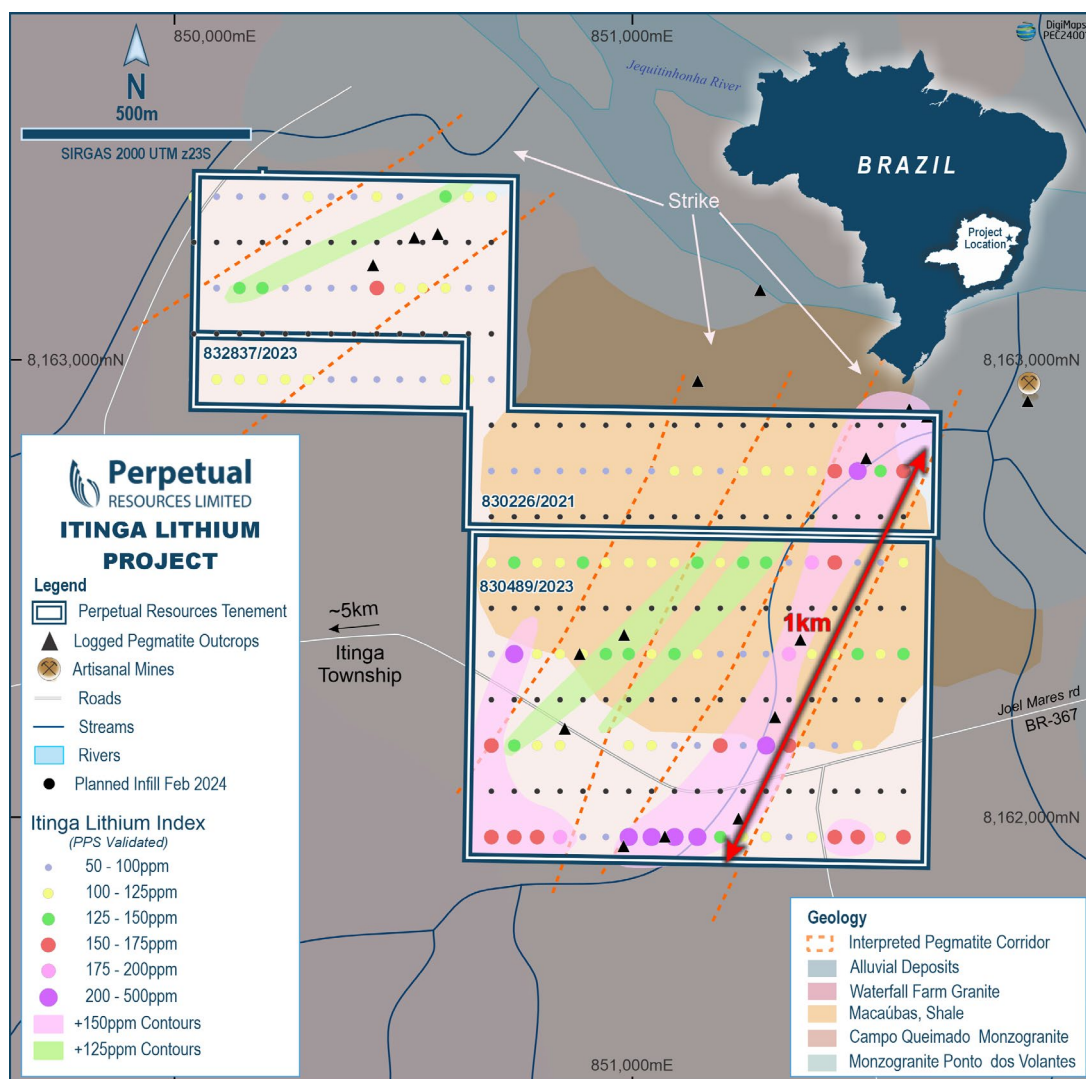 850,000mE
851,000mE
DigiMaps
PEC24001
N
500m
SIRGAS 2000 UTM z23S
Jequitinhonha River
BRAZIL
Project
Location
Strike
8,163,000mN
8,163,000mN
832837/2023
830226/2021
830489/2023
1km
~5km
Itinga
Township
Joel Mares rd
BR-367
8,162,000mN
851,000mE
Perpetual
RESOURCES LIMITED
ITINGA LITHIUM
PROJECT
Legend
Perpetual Resources Tenement
Logged Pegmatite Outcrops
Artisanal Mines
Roads
Streams
Rivers
Planned Infill Feb 2024
Itinga Lithium Index
(PPS Validated)
50 - 100ppm
100 - 125ppm
125 - 150ppm
150 - 175ppm
175 - 200ppm
200 - 500ppm
+150ppm Contours
+125ppm Contours
Geology
Interpreted Pegmatite Corridor
Alluvial Deposits
Waterfall Farm Granite
Macaúbas, Shale
Campo Queimado Monzogranite
Monzogranite Ponto dos Volantes